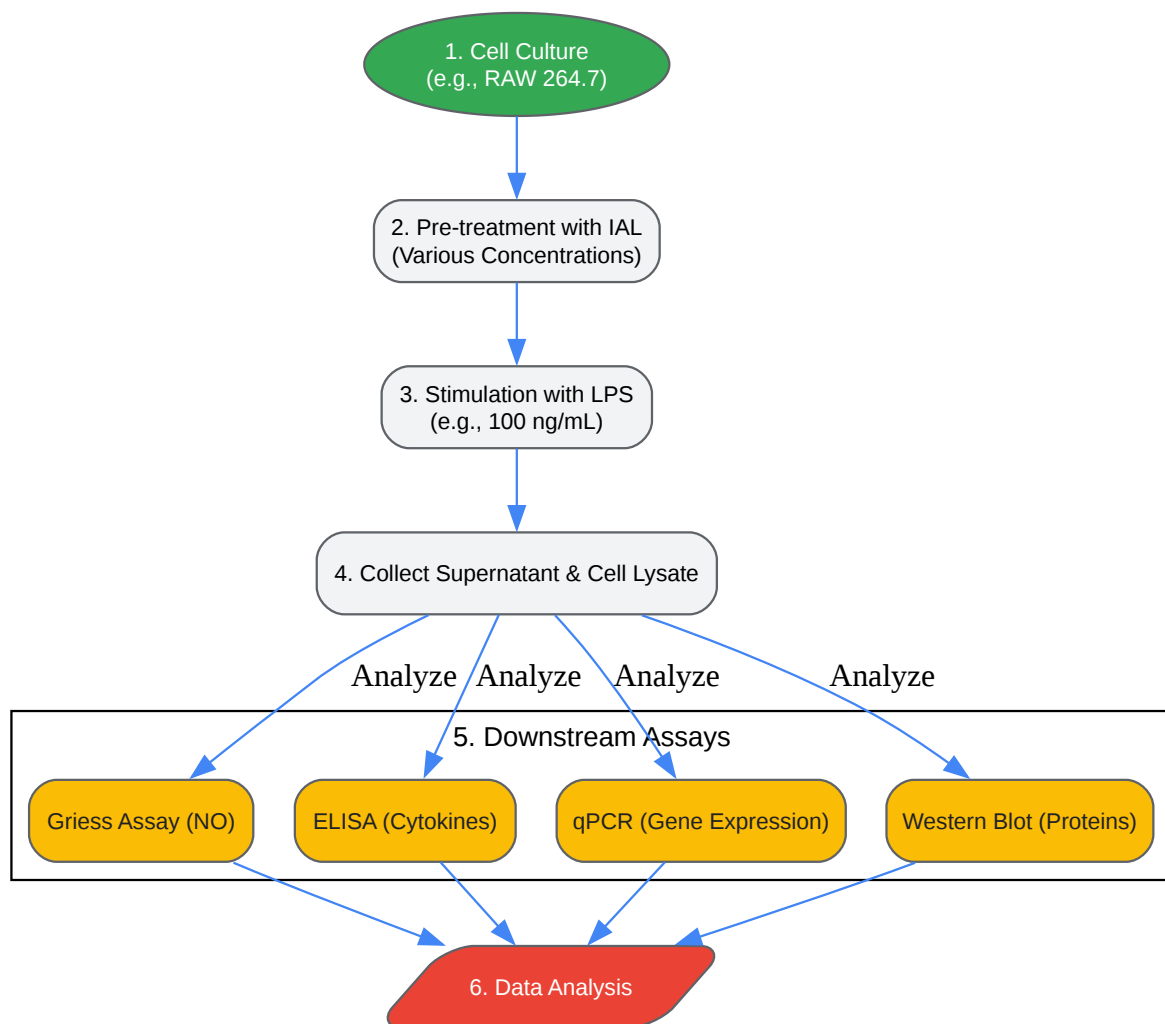 1. Cell Culture
(e.g., RAW 264.7)
2. Pre-treatment with IAL
(Various Concentrations)
3. Stimulation with LPS
(e.g., 100 ng/mL)
4. Collect Supernatant & Cell Lysate
Analyze Analyze Analyze Analyze
5. Downstream Assays
Griess Assay (NO) ELISA (Cytokines) qPCR (Gene Expression) Western Blot (Proteins)
6. Data Analysis